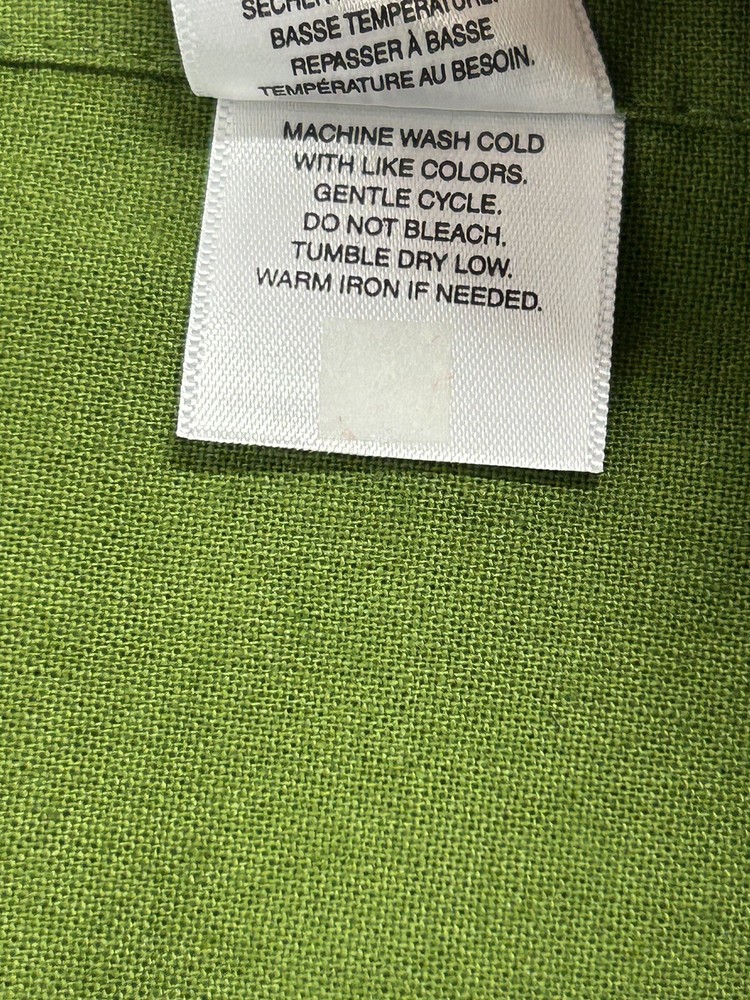 SÉCHER
BASSE TEMPÉRATURE.
REPASSER À BASSE
TEMPÉRATURE AU BESOIN.
MACHINE WASH COLD
WITH LIKE COLORS.
GENTLE CYCLE.
DO NOT BLEACH.
TUMBLE DRY LOW.
WARM IRON IF NEEDED.